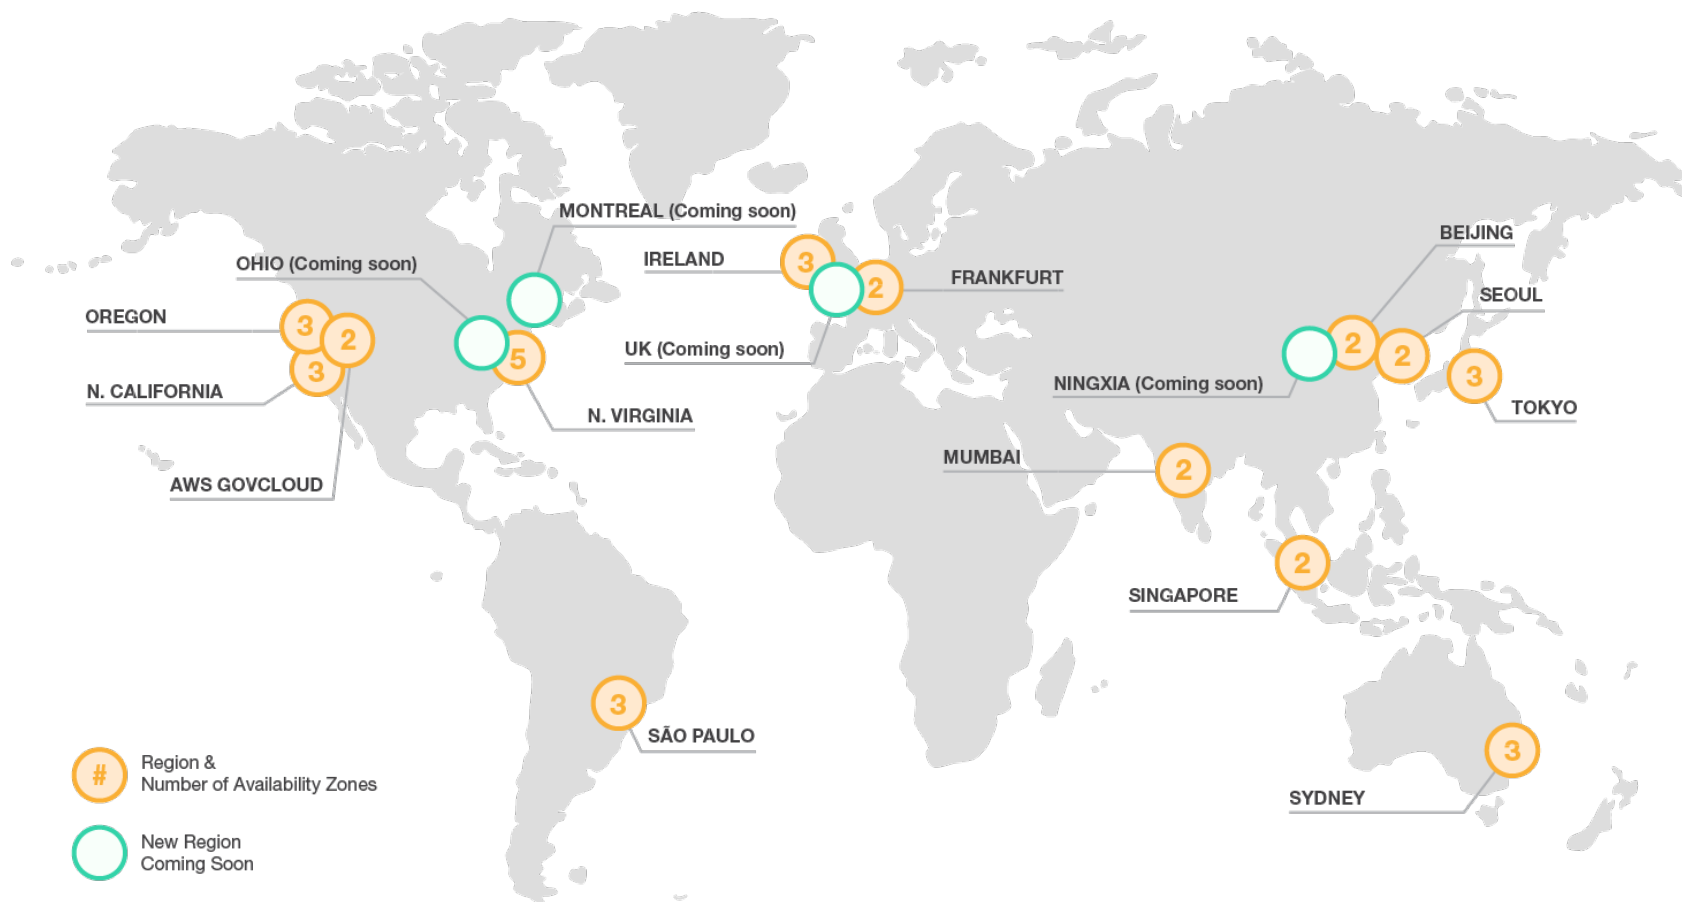 MONTREAL (Coming soon)
BEIJING
IRELAND
OHIO (Coming soon)
3
FRANKFURT
2
SEOUL
OREGON
3
2
UK (Coming soon)
5
2
2
3
N. CALIFORNIA
3
NINGXIA (Coming soon)
TOKYO
N. VIRGINIA
MUMBAI
2
AWS GOVCLOUD
2
SINGAPORE
3
SÃO PAULO
3
SYDNEY
#
Region &
Number of Availability Zones
New Region
Coming Soon